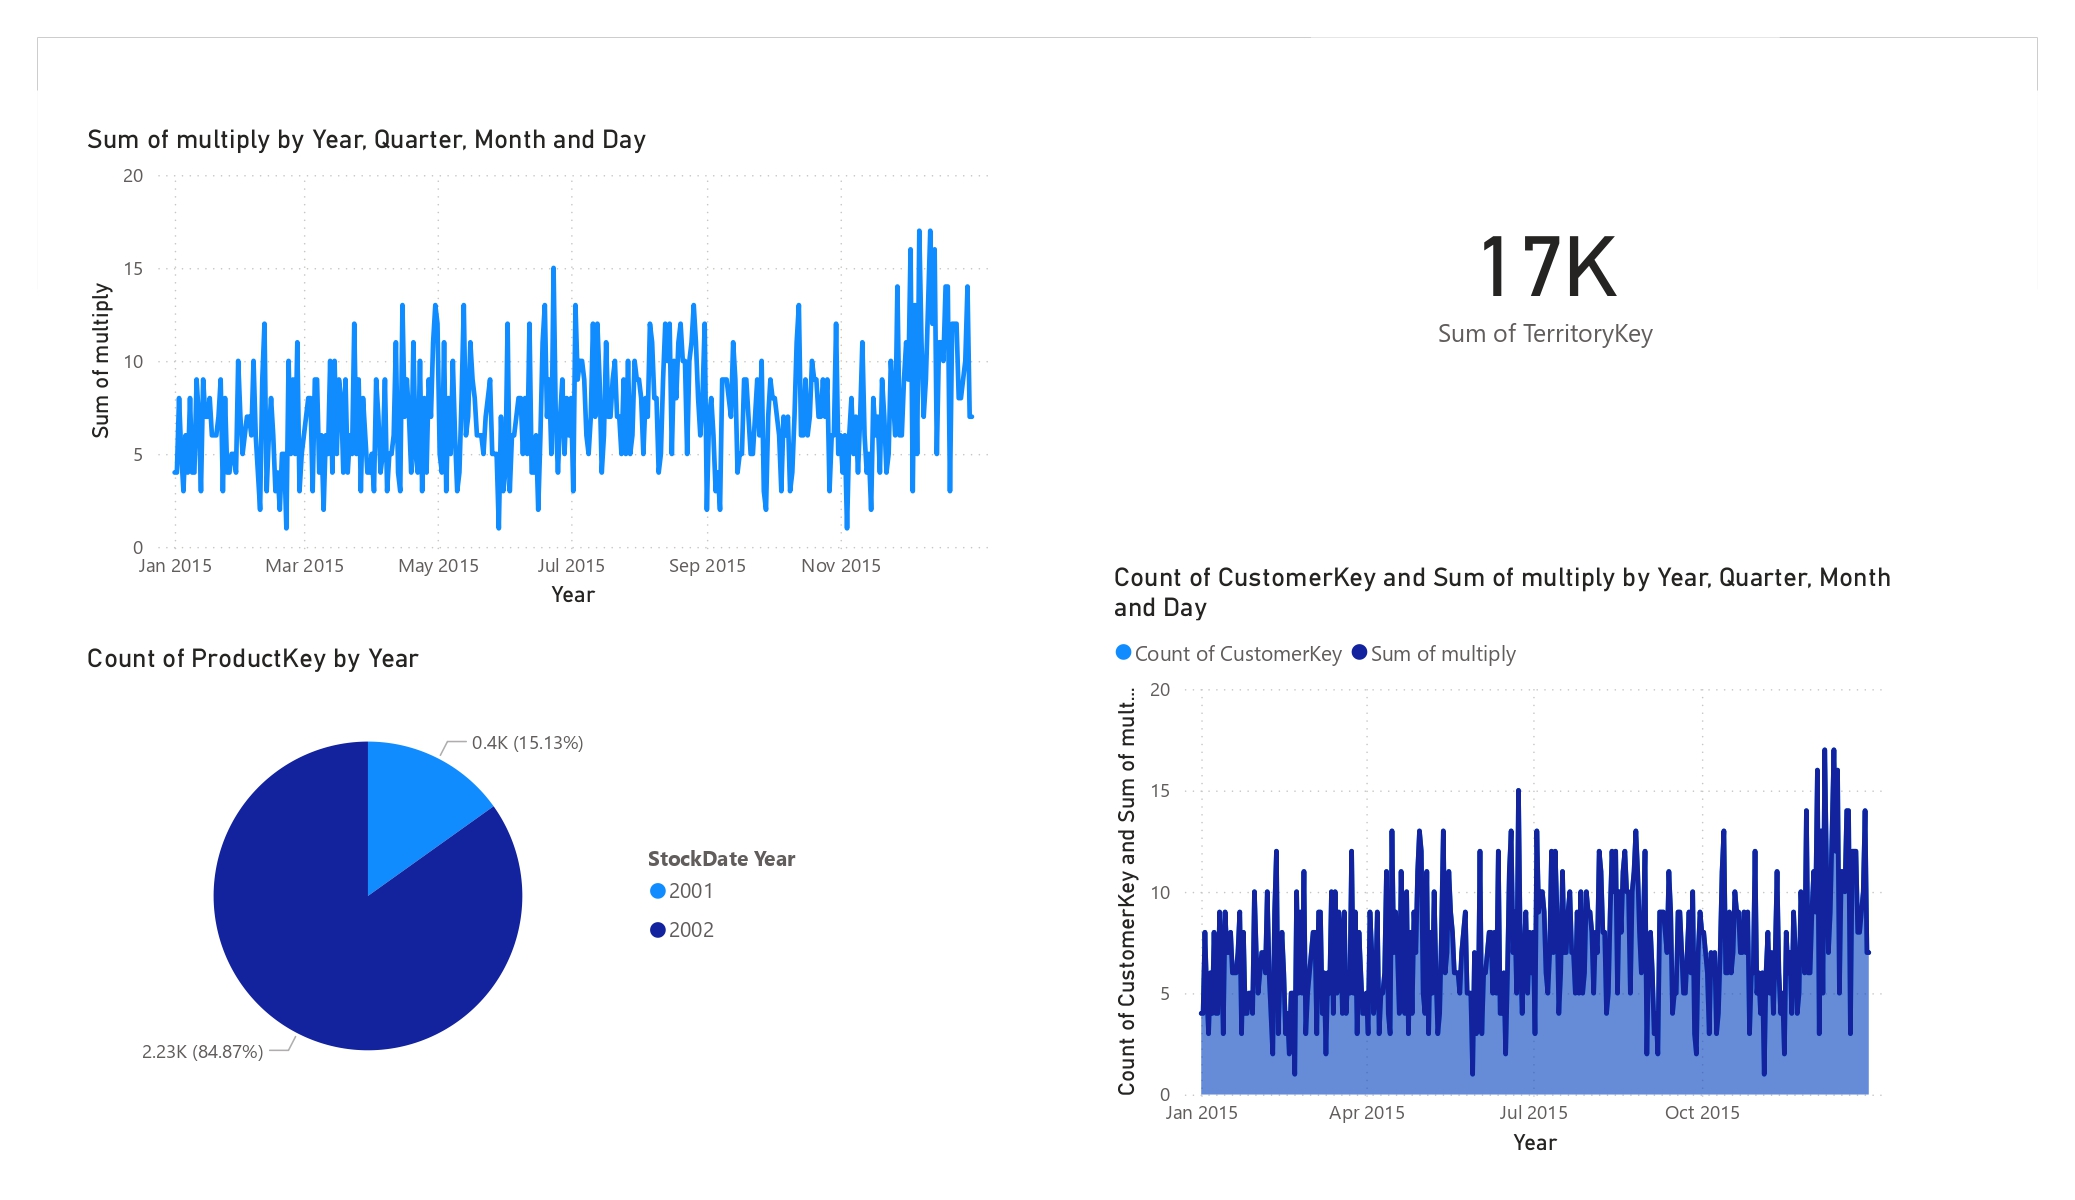 Sum of multiply by Year, Quarter, Month and Day
Sum of multiply
20
15
10
5
0
Jan 2015 Mar 2015 May 2015 Jul 2015 Sep 2015 Nov 2015
Year
17K
Sum of TerritoryKey
Count of ProductKey by Year
0.4K (15.13%)
2.23K (84.87%)
StockDate Year
2001
2002
Count of CustomerKey and Sum of multiply by Year, Quarter, Month
and Day
Count of CustomerKey Sum of multiply
Count of CustomerKey and Sum of mult...
20
15
10
5
0
Jan 2015 Apr 2015 Jul 2015 Oct 2015
Year